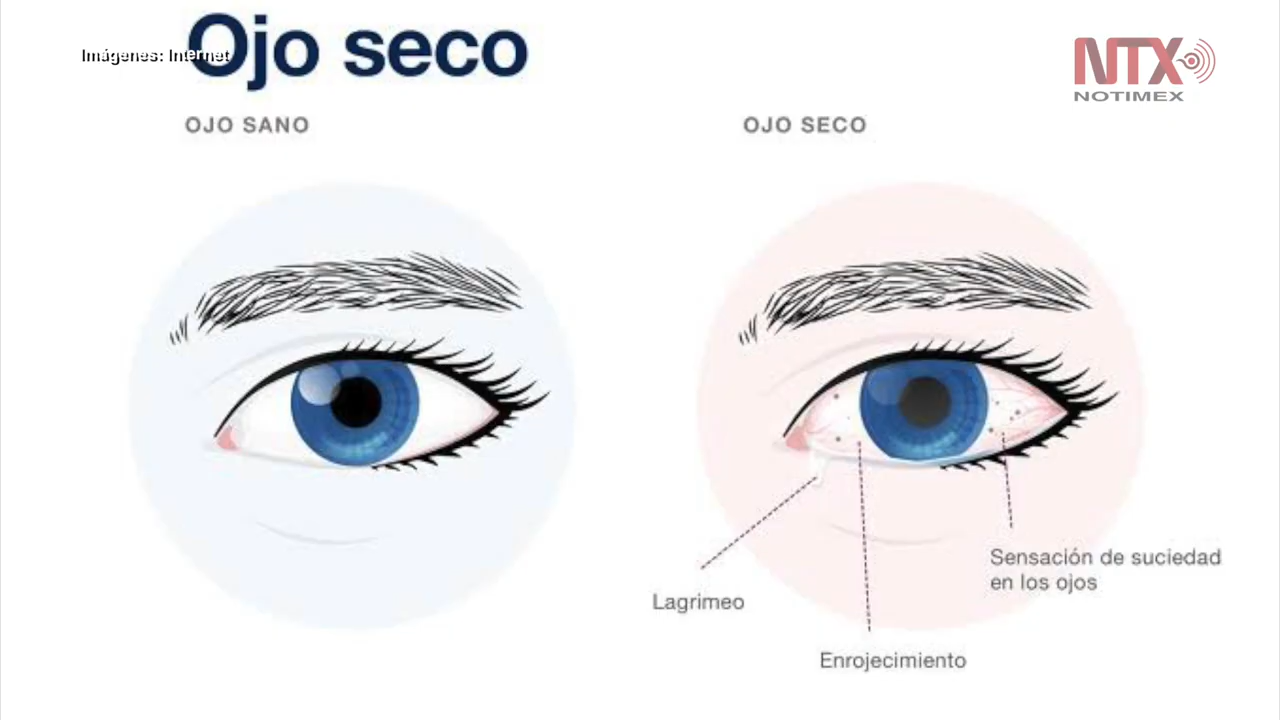 Ojo seco
Imágenes: Internet
NTX
NOTIMEX
OJO SANO
OJO SECO
Sensación de suciedad
en los ojos
Lagrimeo
Enrojecimiento